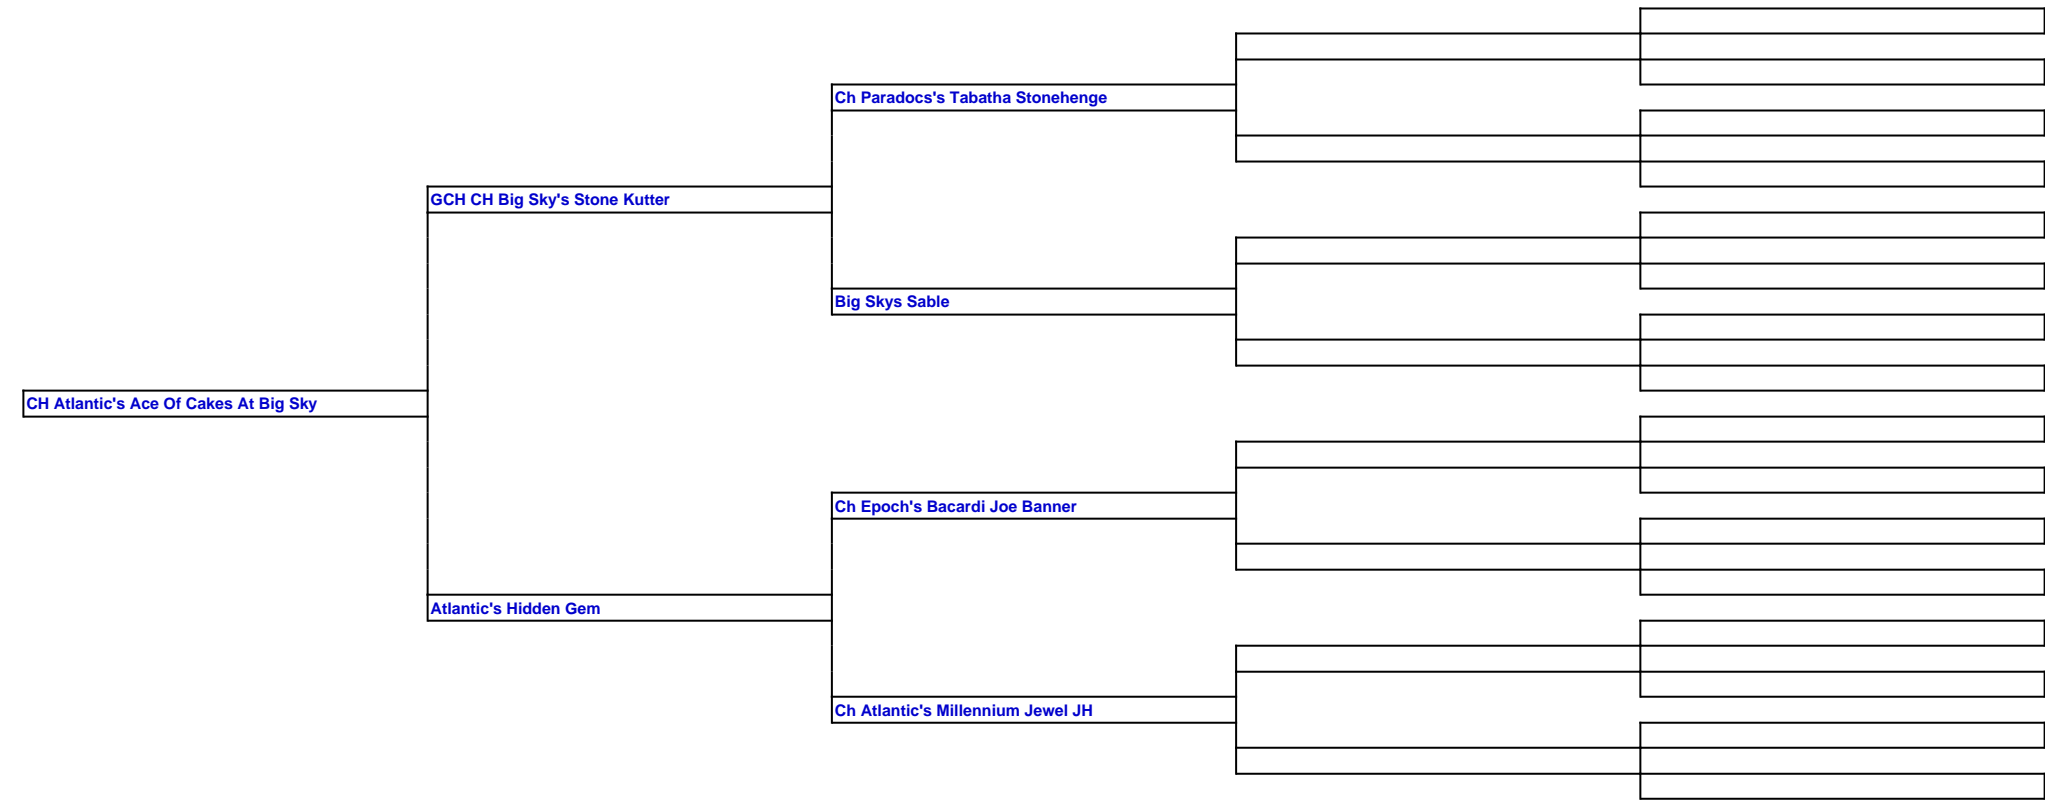 Ch Paradocs's Tabatha Stonehenge
GCH CH Big Sky's Stone Kutter
Big Skys Sable
CH Atlantic's Ace Of Cakes At Big Sky
Ch Epoch's Bacardi Joe Banner
Atlantic's Hidden Gem
Ch Atlantic's Millennium Jewel JH